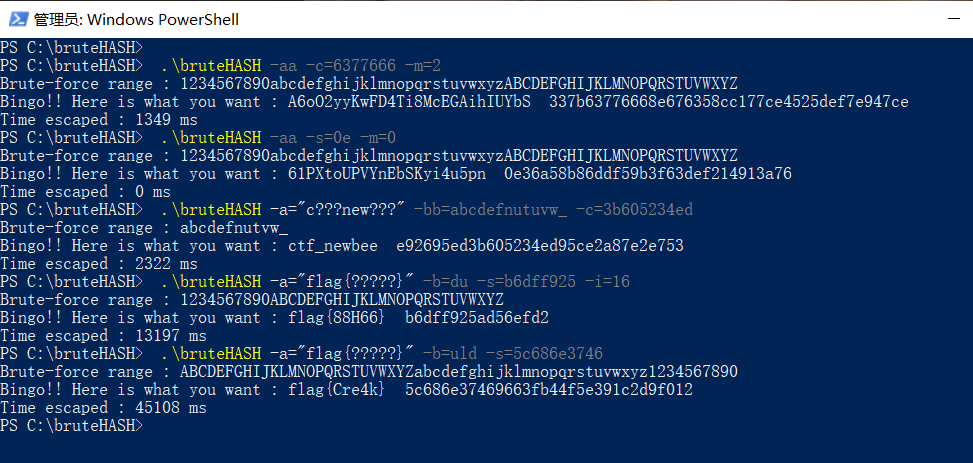 管理员: Windows PowerShell
PS C:\bruteHASH>
PS C:\bruteHASH> .\bruteHASH -aa -c=6377666 -m=2
Brute-force range : 1234567890abcdefghijklmnopqrstuvwxyzABCDEFGHIJKLMNOPQRSTUVWXYZ
Bingo!! Here is what you want : A6oO2yyKwFD4Ti8McEGAihIUYbS  337b63776668e676358cc177ce4525def7e947ce
Time escaped : 1349 ms
PS C:\bruteHASH> .\bruteHASH -aa -s=0e -m=0
Brute-force range : 1234567890abcdefghijklmnopqrstuvwxyzABCDEFGHIJKLMNOPQRSTUVWXYZ
Bingo!! Here is what you want : 61PXtoUPVYnEbSKyi4u5pn  0e36a58b86ddf59b3f63def214913a76
Time escaped : 0 ms
PS C:\bruteHASH> .\bruteHASH -a="c???new???" -bb=abcdefnutuvw_ -c=3b605234ed
Brute-force range : abcdefnutvw_
Bingo!! Here is what you want : ctf_newbee  e92695ed3b605234ed95ce2a87e2e753
Time escaped : 2322 ms
PS C:\bruteHASH> .\bruteHASH -a="flag{?????}" -b=du -s=b6dff925 -i=16
Brute-force range : 1234567890ABCDEFGHIJKLMNOPQRSTUVWXYZ
Bingo!! Here is what you want : flag{88H66}  b6dff925ad56efd2
Time escaped : 13197 ms
PS C:\bruteHASH> .\bruteHASH -a="flag{?????}" -b=uld -s=5c686e3746
Brute-force range : ABCDEFGHIJKLMNOPQRSTUVWXYZabcdefghijklmnopqrstuvwxyz1234567890
Bingo!! Here is what you want : flag{Cre4k}  5c686e37469663fb44f5e391c2d9f012
Time escaped : 45108 ms
PS C:\bruteHASH>